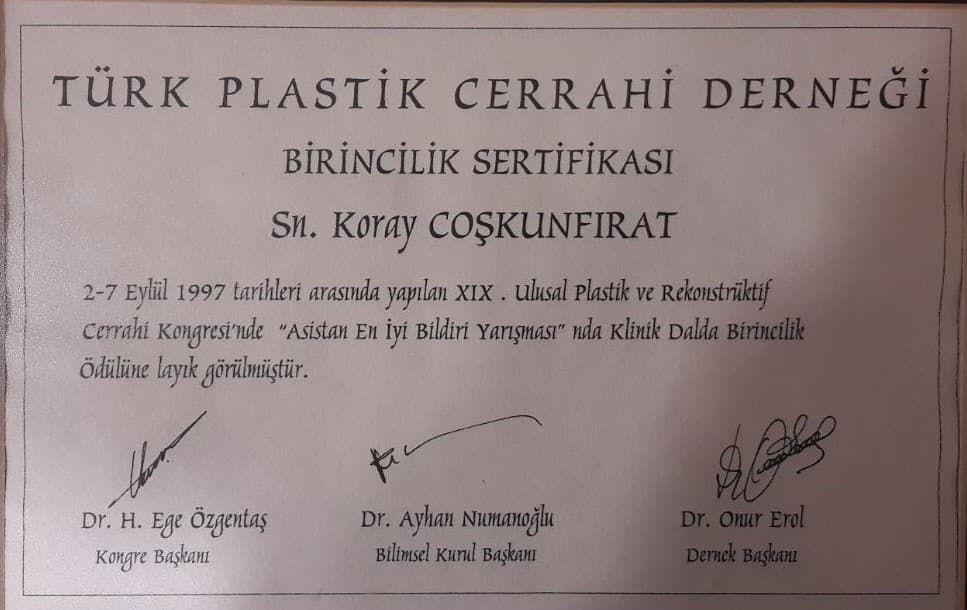 TÜRK PLASTİK CERRAHİ DERNEĞİ
BİRİNCİLİK SERTİFİKASI
Sn. Koray COŞKUNFIRAT
2-7 Eylül 1997 tarihleri arasında yapılan XIX . Ulusal Plastik ve Rekonstrüktif
Cerrahi Kongresi'nde "Asistan En İyi Bildiri Yarışması" nda Klinik Dalda Birincilik
Ödülüne layık görülmüştür.
Dr. H. Ege Özgentaş Dr. Ayhan Numanoğlu Dr. Onur Erol
Kongre Başkanı Bilimsel Kurul Başkanı Dernek Başkanı